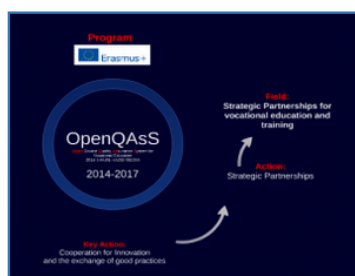 Program
Erasmus+
OpenQAsS
2014-2017
Field:
Strategic Partnerships for
vocational education and
training
Action:
Strategic Partnerships
Key Action:
Cooperation for Innovation
and the exchange of good practices